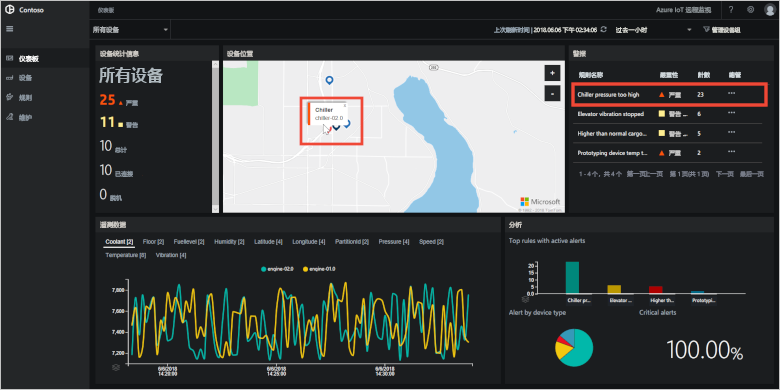 Contoso
仪表板
Azure IoT 远程监视
?
所有设备
上次刷新时间 | 2018.06.06 下午 02:34:06
过去一小时
管理设备组
仪表板
设备
规则
维护
设备统计信息
所有设备
25 ▲ 严重
11 ■ 警告
10 总计
10 已连接
0 脱机
设备位置
Chiller
chiller-02.0
+
-
Microsoft
警报
规则名称
严重性
计数
Chiller pressure too high ▲ 严重 23 •••
Elevator vibration stopped ■ 警告 ... 6 •••
Higher than normal cargo... ■ 警告 ... 5 •••
Prototyping device temp t... ▲ 严重 2 •••
1 - 4 个，共 4 个 第一页 上一页 第 1 页(共 1 页) 下一页 最后一页
遥测数据
Coolant [2] Floor [2] Fuellevel [2] Humidity [2] Latitude [4] Longitude [4] PartitionId [2] Pressure [4] Speed [2]
Temperature [6] Vibration [4]
engine-02.0 engine-01.0
7,800
7,600
7,400
7,200
6/6/2018 14:20:00
6/6/2018 14:25:00
6/6/2018 14:30:00
分析
Top rules with active alerts
20
15
10
5
0
Chiller pr... Elevator ... Higher th... Prototypi...
Alert by device type
Critical alerts
100.00%